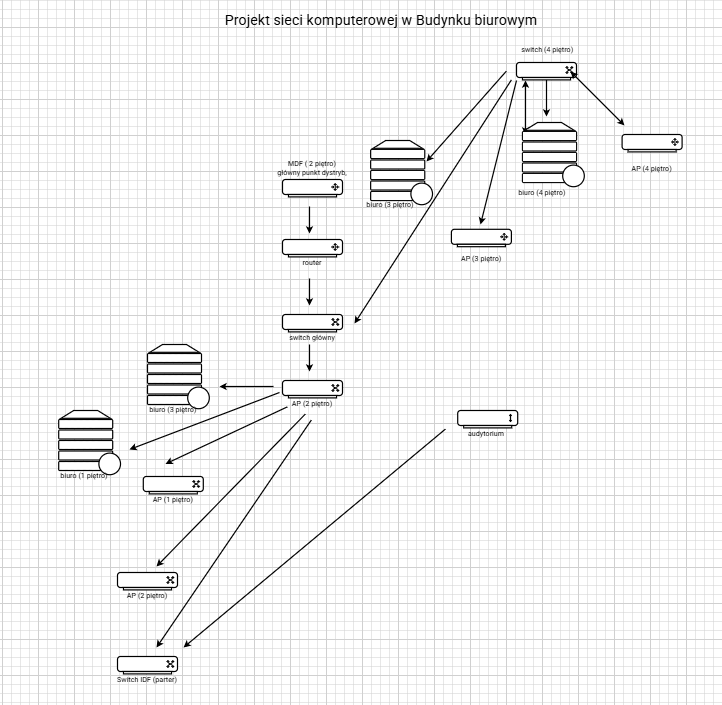 Projekt sieci komputerowej w Budynku biurowym
switch (4 piętro)
AP (4 piętro)
MDF ( 2 piętro)
główny punkt dystryb,
biuro (4 piętro)
biuro (3 piętro)
AP (3 piętro)
router
switch główny
AP (2 piętro)
biuro (3 piętro)
audytorium
biuro (1 piętro)
AP (1 piętro)
AP (2 piętro)
Switch IDF (parter)